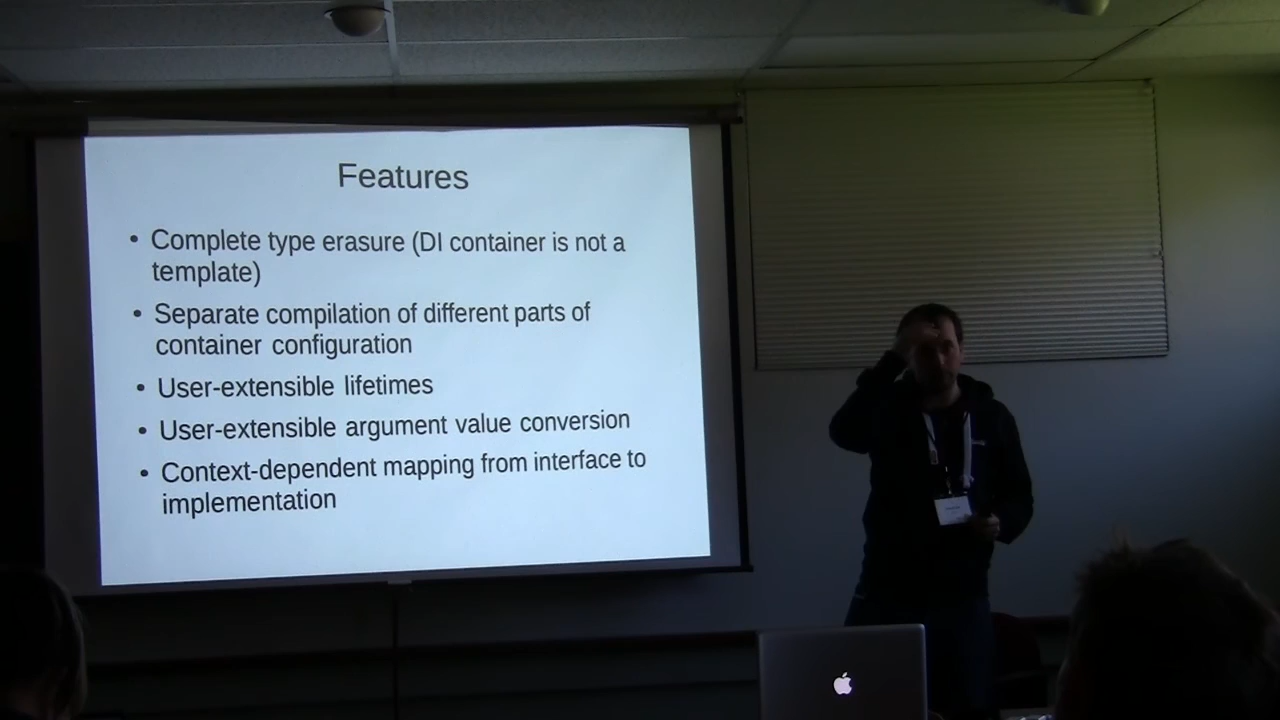 Features
• Complete type erasure (DI container is not a
template)
• Separate compilation of different parts of
container configuration
• User-extensible lifetimes
• User-extensible argument value conversion
• Context-dependent mapping from interface to
implementation